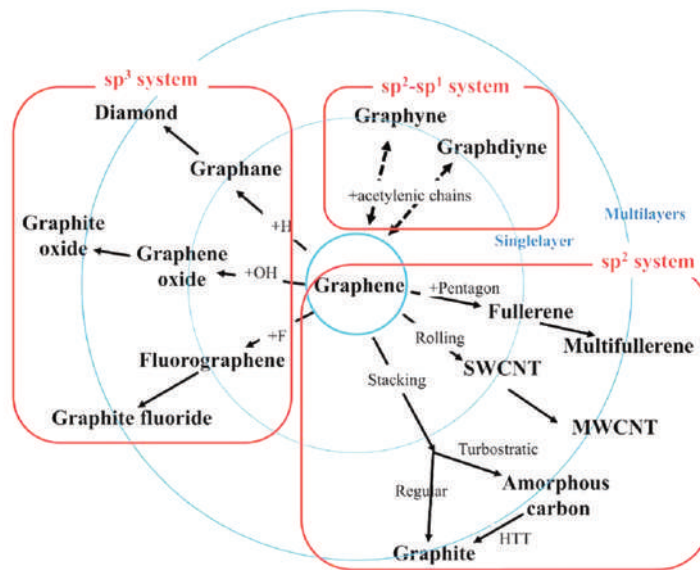 sp³ system
sp²-sp¹ system
Diamond
Graphyne
Graphdiyne
Graphane
+acetylenic chains
Multilayers
Graphite
oxide
+H
Singlelayer
Graphene
oxide
sp² system
+OH
Graphene
+Pentagon
Fullerene
+F
Rolling
Multifullerene
Fluorographene
SWCNT
Stacking
Graphite fluoride
MWCNT
Turbostratic
Regular
Amorphous
carbon
HTT
Graphite